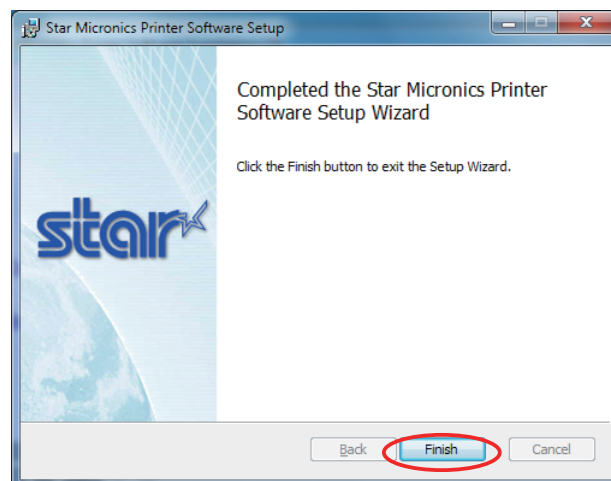 Star Micronics Printer Software Setup
Completed the Star Micronics Printer
Software Setup Wizard
Click the Finish button to exit the Setup Wizard.
star
Back
Finish
Cancel